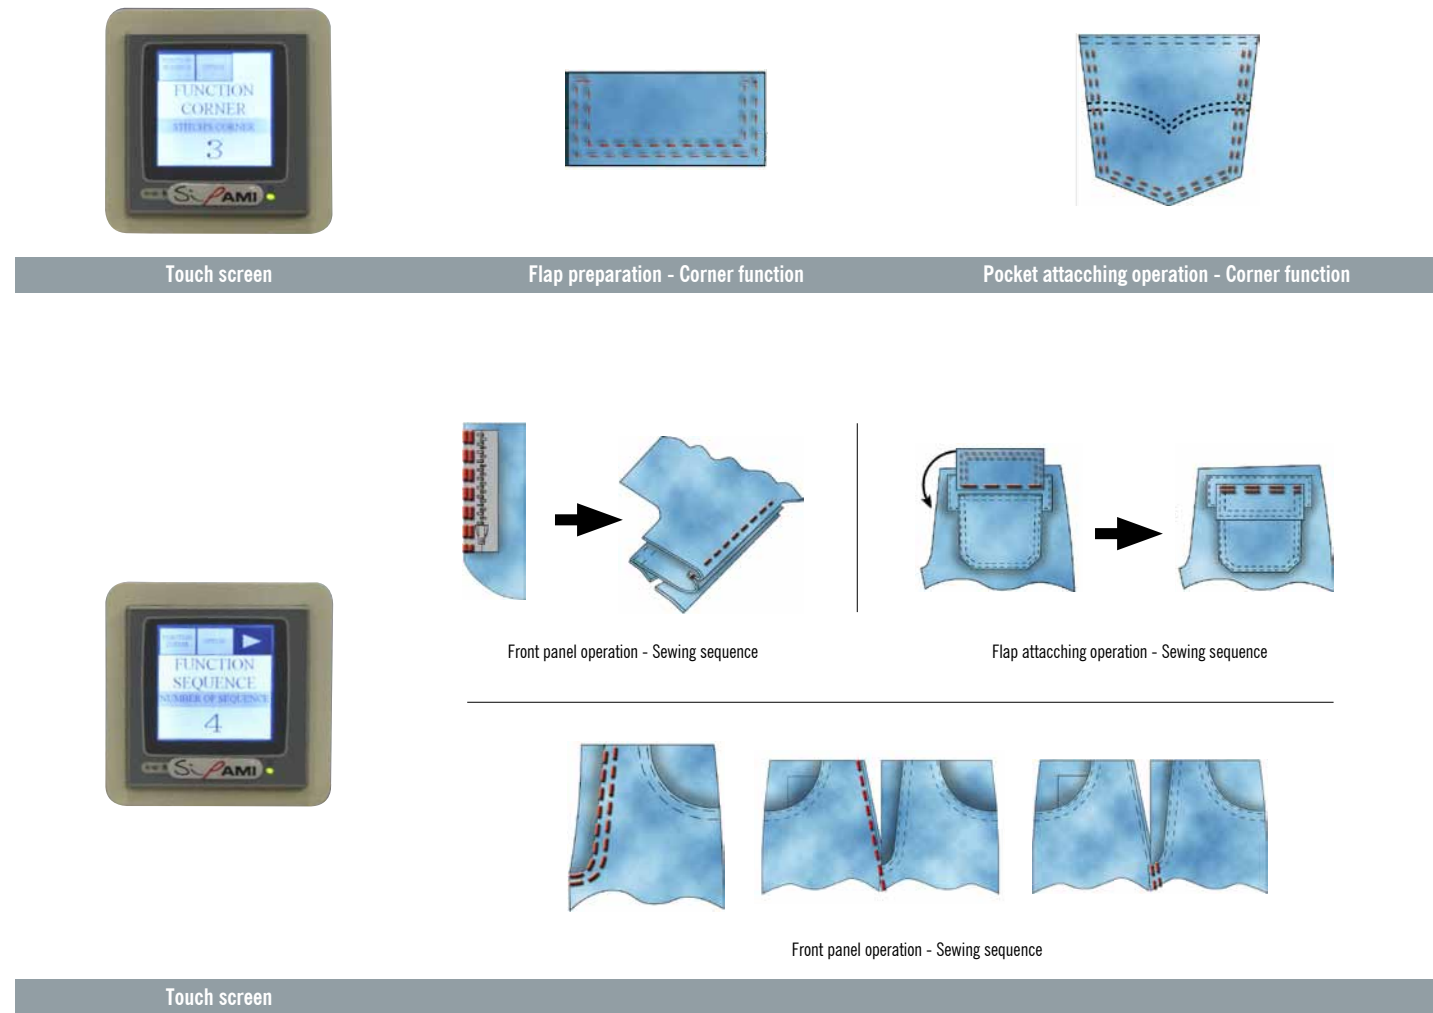 FUNCTION
CORNER
STITCH'S CORNER
3
SiPAMI
Touch screen
Flap preparation - Corner function
Pocket attacching operation - Corner function
FUNCTION
SEQUENCE
NUMBER OF SEQUENCE
4
SiPAMI
Front panel operation - Sewing sequence
Flap attacching operation - Sewing sequence
Front panel operation - Sewing sequence
Touch screen